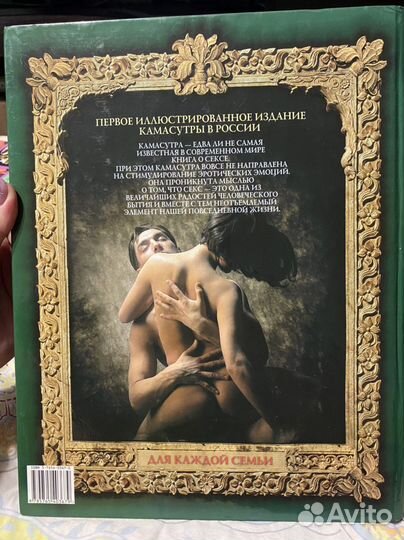 ПЕРВОЕ ИЛЛЮСТРИРОВАННОЕ ИЗДАНИЕ
КАМАСУТРЫ В РОССИИ
КАМАСУТРА — ЕДВА ЛИ НЕ САМАЯ
ИЗВЕСТНАЯ В СОВРЕМЕННОМ МИРЕ
КНИГА О СЕКСЕ.
ПРИ ЭТОМ КАМАСУТРА ВОВСЕ НЕ НАПРАВЛЕНА
НА СТИМУЛИРОВАНИЕ ЭРОТИЧЕСКИХ ЭМОЦИЙ.
ОНА ПРОНИКНУТА МЫСЛЬЮ
О ТОМ, ЧТО СЕКС — ЭТО ОДНА ИЗ
ВЕЛИЧАЙШИХ РАДОСТЕЙ ЧЕЛОВЕЧЕСКОГО
БЫТИЯ И ВМЕСТЕ С ТЕМ НЕОТЪЕМЛЕМЫЙ
ЭЛЕМЕНТ НАШЕЙ ПОВСЕДНЕВНОЙ ЖИЗНИ.
ДЛЯ КАЖДОЙ СЕМЬИ
Avito